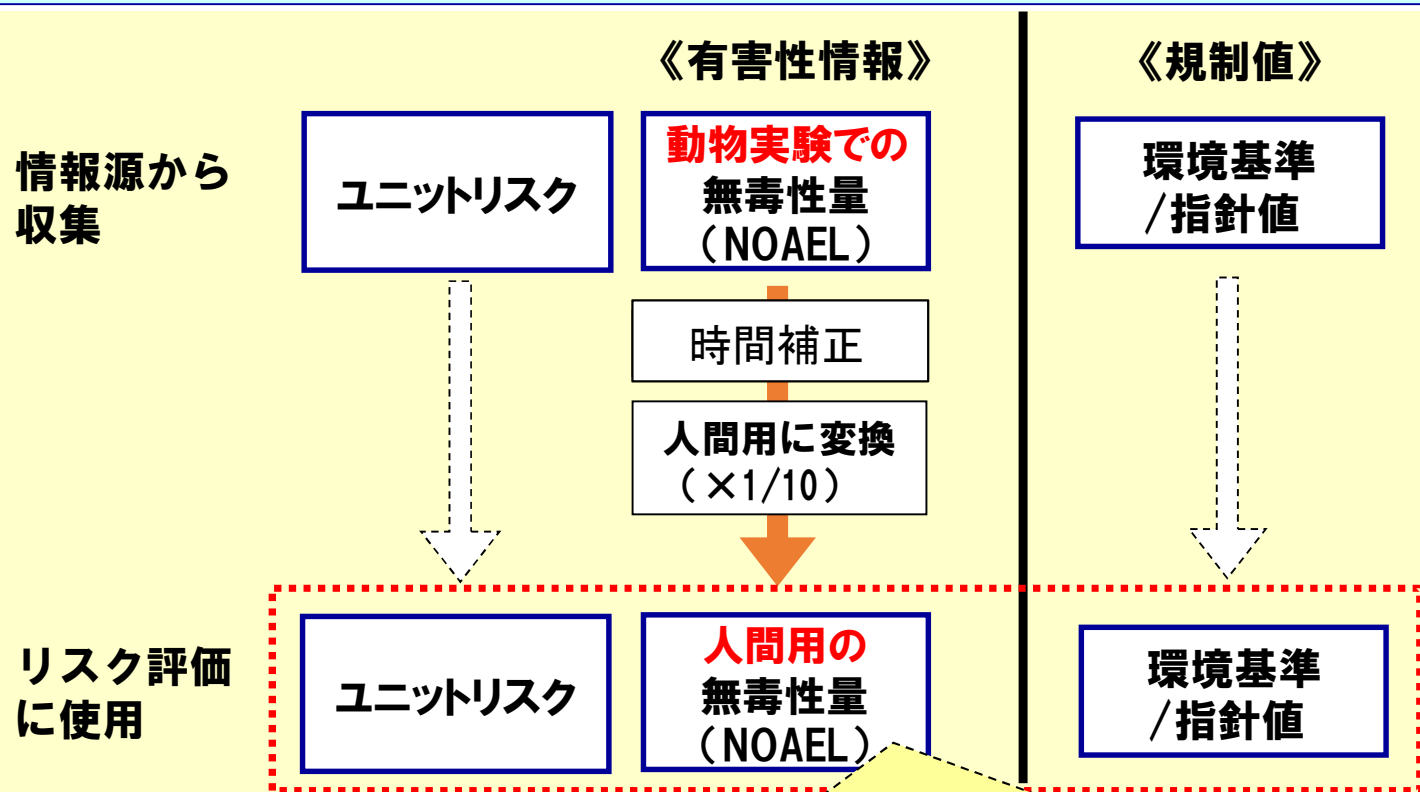 《有害性情報》
《規制値》
情報源から
収集
ユニットリスク
動物実験での
無毒性量
(NOAEL)
環境基準
/指針値
時間補正
人間用に変換
(×1/10)
リスク評価
に使用
ユニットリスク
人間用の
無毒性量
(NOAEL)
環境基準
/指針値